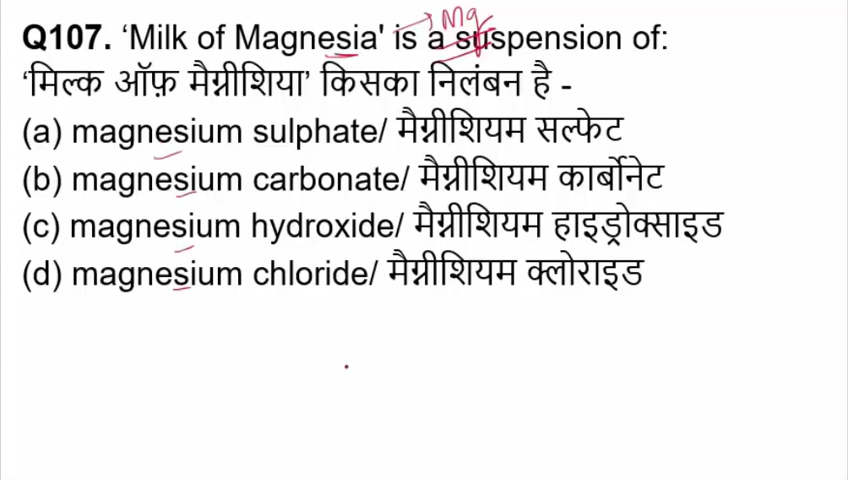 Mg
Q107. 'Milk of Magnesia' is a suspension of:
'मिल्क ऑफ़ मैग्नीशिया' किसका निलंबन है -
(a) magnesium sulphate/ मैग्नीशियम सल्फेट
(b) magnesium carbonate/ मैग्नीशियम कार्बोनेट
(c) magnesium hydroxide/ मैग्नीशियम हाइड्रोक्साइड
(d) magnesium chloride/ मैग्नीशियम क्लोराइड